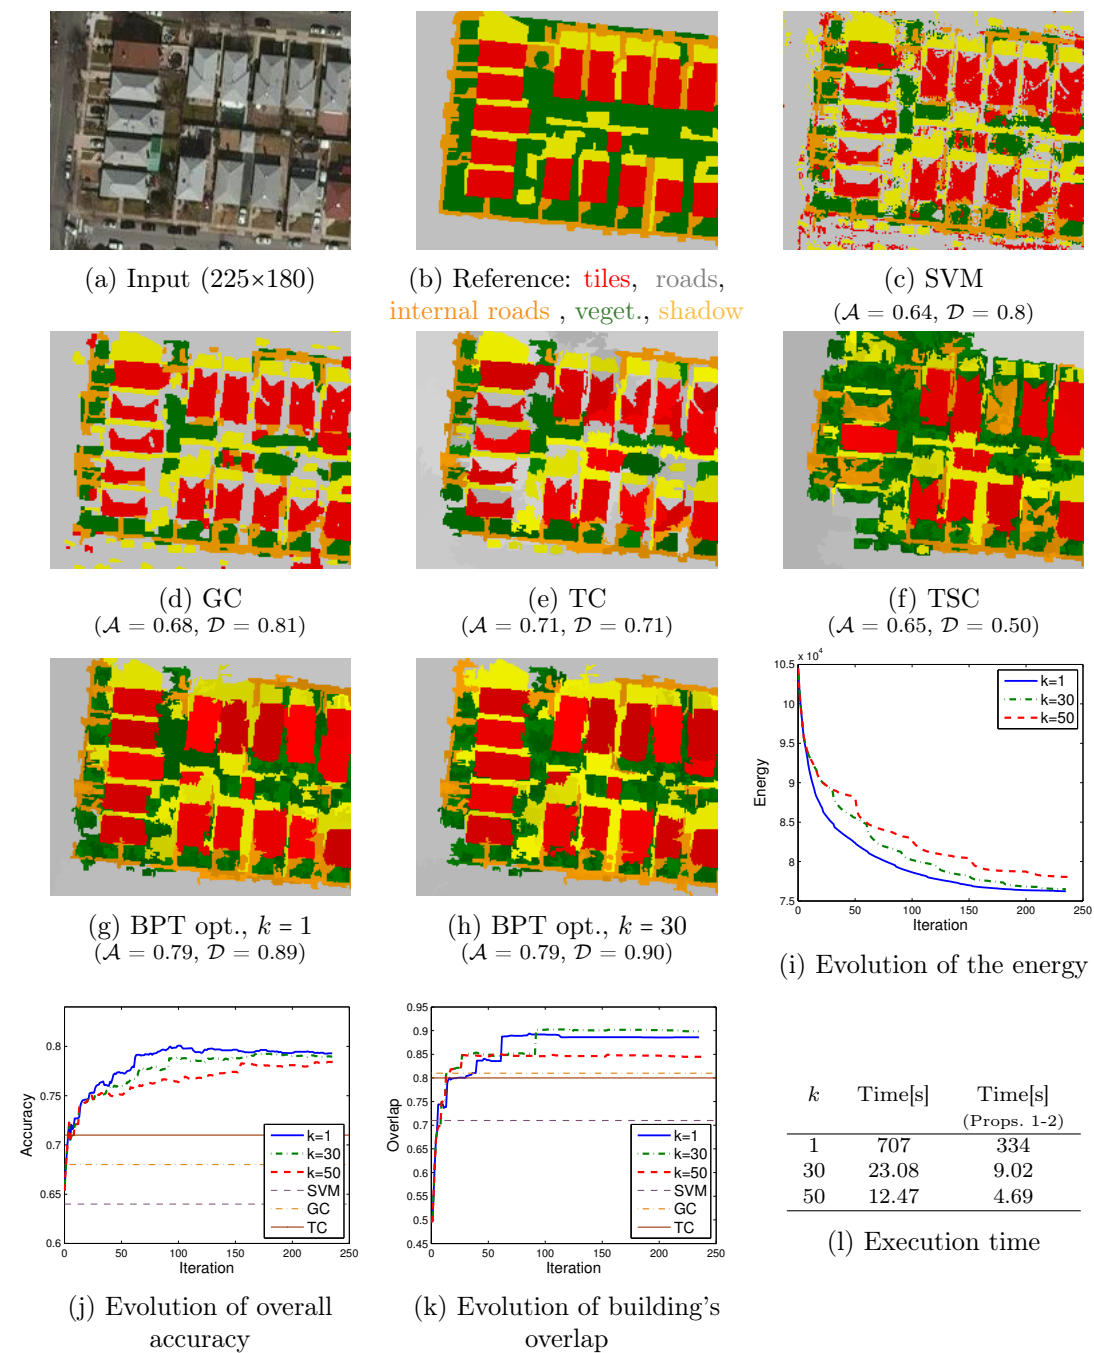 (a) Input (225×180)
(b) Reference: tiles, roads,
internal roads , veget., shadow
(c) SVM
(𝒜 = 0.64, 𝒟 = 0.8)
(d) GC
(𝒜 = 0.68, 𝒟 = 0.81)
(e) TC
(𝒜 = 0.71, 𝒟 = 0.71)
(f) TSC
(𝒜 = 0.65, 𝒟 = 0.50)
(g) BPT opt., k = 1
(𝒜 = 0.79, 𝒟 = 0.89)
(h) BPT opt., k = 30
(𝒜 = 0.79, 𝒟 = 0.90)
x 10⁴
10.5
10
9.5
9
8.5
8
7.5
Energy
0 50 100 150 200 250
Iteration
k=1
k=30
k=50
(i) Evolution of the energy
0.8
0.75
0.7
0.65
0.6
Accuracy
0 50 100 150 200 250
Iteration
k=1
k=30
k=50
SVM
GC
TC
(j) Evolution of overall
accuracy
0.95
0.9
0.85
0.8
0.75
0.7
0.65
0.6
0.55
0.5
0.45
Overlap
0 50 100 150 200 250
Iteration
k=1
k=30
k=50
SVM
GC
TC
(k) Evolution of building's
overlap
k Time[s] Time[s]
(Props. 1-2)
1 707 334
30 23.08 9.02
50 12.47 4.69
(l) Execution time